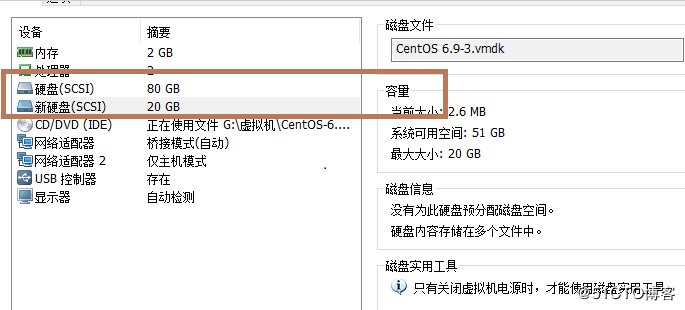 设备 摘要
内存 2 GB
处理器 2
硬盘(SCSI) 80 GB
新硬盘(SCSI) 20 GB
CD/DVD (IDE) 正在使用文件 G:\虚拟机\CentOS-6....
网络适配器 桥接模式(自动)
网络适配器 2 仅主机模式
USB 控制器 存在
显示器 自动检测
磁盘文件
CentOS 6.9-3.vmdk
容量
当前大小: 2.6 MB
系统可用空间: 51 GB
最大大小: 20 GB
磁盘信息
没有为此硬盘预分配磁盘空间。
硬盘内容存储在多个文件中。
磁盘实用工具
只有关闭虚拟机电源时，才能使用磁盘实用工具。
@51CTO博客